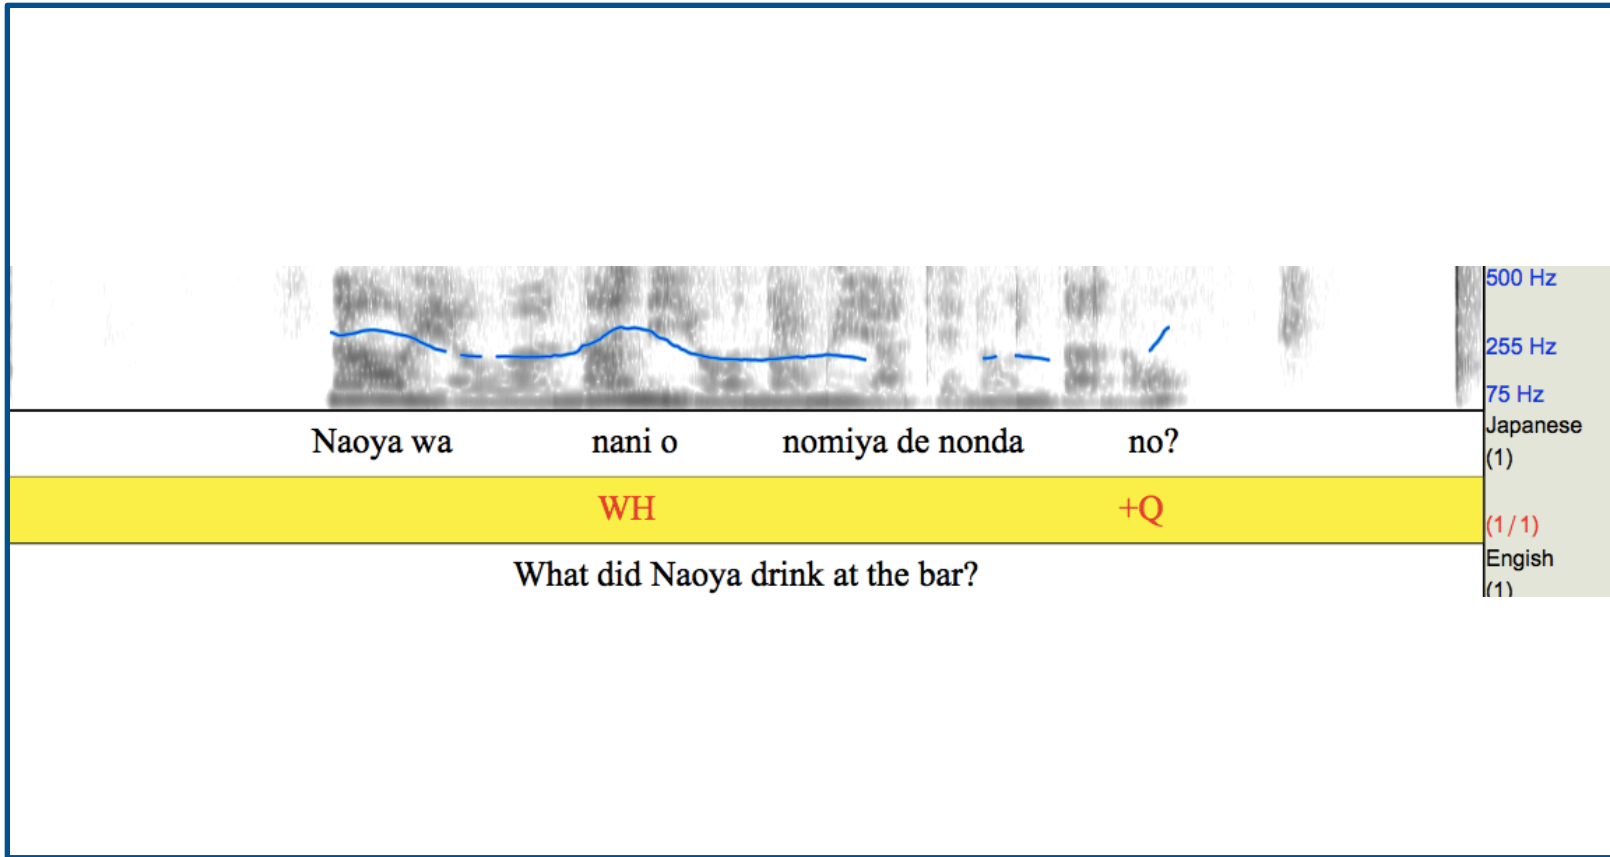 500 Hz
255 Hz
75 Hz
Naoya wa nani o nomiya de nonda no?
Japanese
(1)
WH +Q
(1/1)
What did Naoya drink at the bar?
Engish
(1)